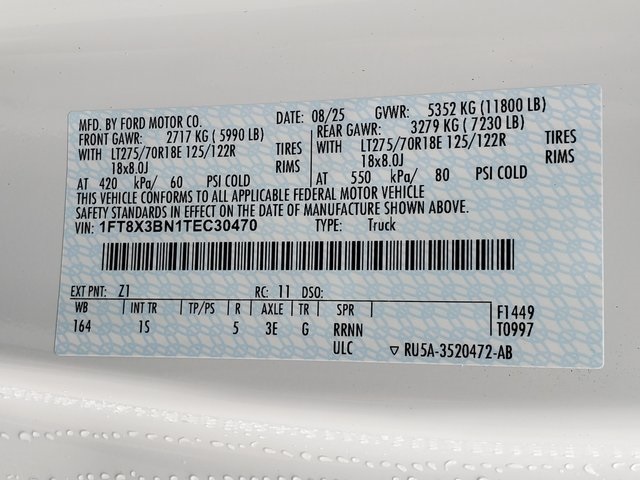 MFD. BY FORD MOTOR CO. DATE: 08/25 GVWR: 5352 KG (11800 LB)
FRONT GAWR: 2717 KG (5990 LB) REAR GAWR: 3279 KG (7230 LB)
WITH LT275/70R18E 125/122R TIRES WITH LT275/70R18E 125/122R TIRES
18x8.0J RIMS 18x8.0J RIMS
AT 420 kPa/ 60 PSI COLD AT 550 kPa/ 80 PSI COLD
THIS VEHICLE CONFORMS TO ALL APPLICABLE FEDERAL MOTOR VEHICLE
SAFETY STANDARDS IN EFFECT ON THE DATE OF MANUFACTURE SHOWN ABOVE.
VIN: 1FT8X3BN1TEC30470 TYPE: Truck
EXT PNT: Z1 RC: 11 DSO:
WB INT TR TP/PS R AXLE TR SPR F1449
164 1S 5 3E G RRNN T0997
ULC ▽ RU5A-3520472-AB